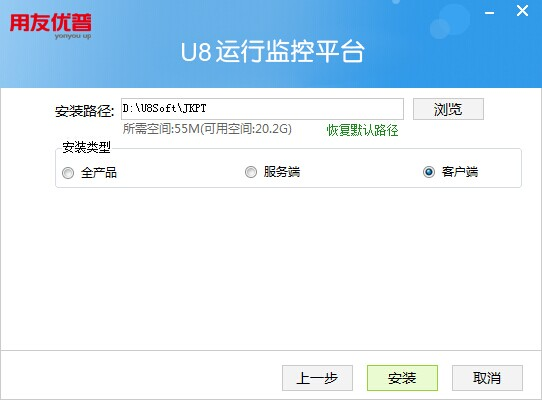 用友优普
yonyou up
U8 运行监控平台
安装路径:
D:\U8Soft\JKPT
浏览
所需空间:55M(可用空间:20.2G)
恢复默认路径
安装类型
全产品
服务端
客户端
上一步
安装
取消